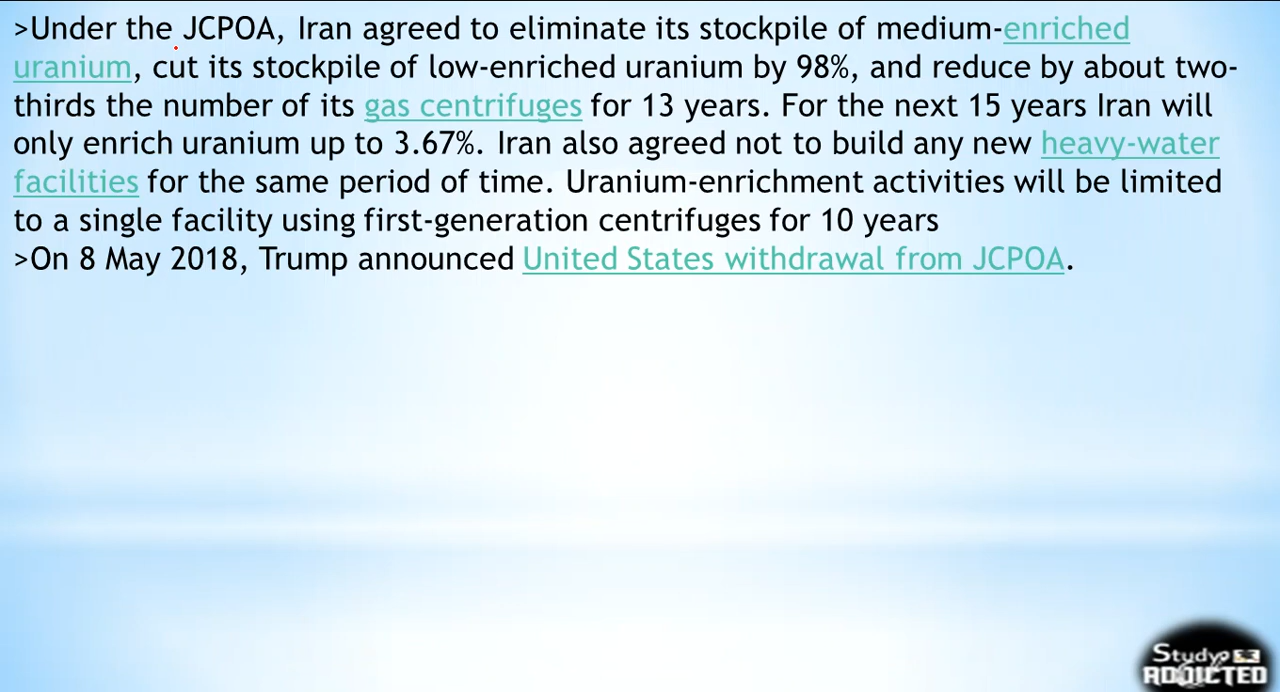 >Under the JCPOA, Iran agreed to eliminate its stockpile of medium-enriched
uranium, cut its stockpile of low-enriched uranium by 98%, and reduce by about two-
thirds the number of its gas centrifuges for 13 years. For the next 15 years Iran will
only enrich uranium up to 3.67%. Iran also agreed not to build any new heavy-water
facilities for the same period of time. Uranium-enrichment activities will be limited
to a single facility using first-generation centrifuges for 10 years
>On 8 May 2018, Trump announced United States withdrawal from JCPOA.
Study
ADDICTED